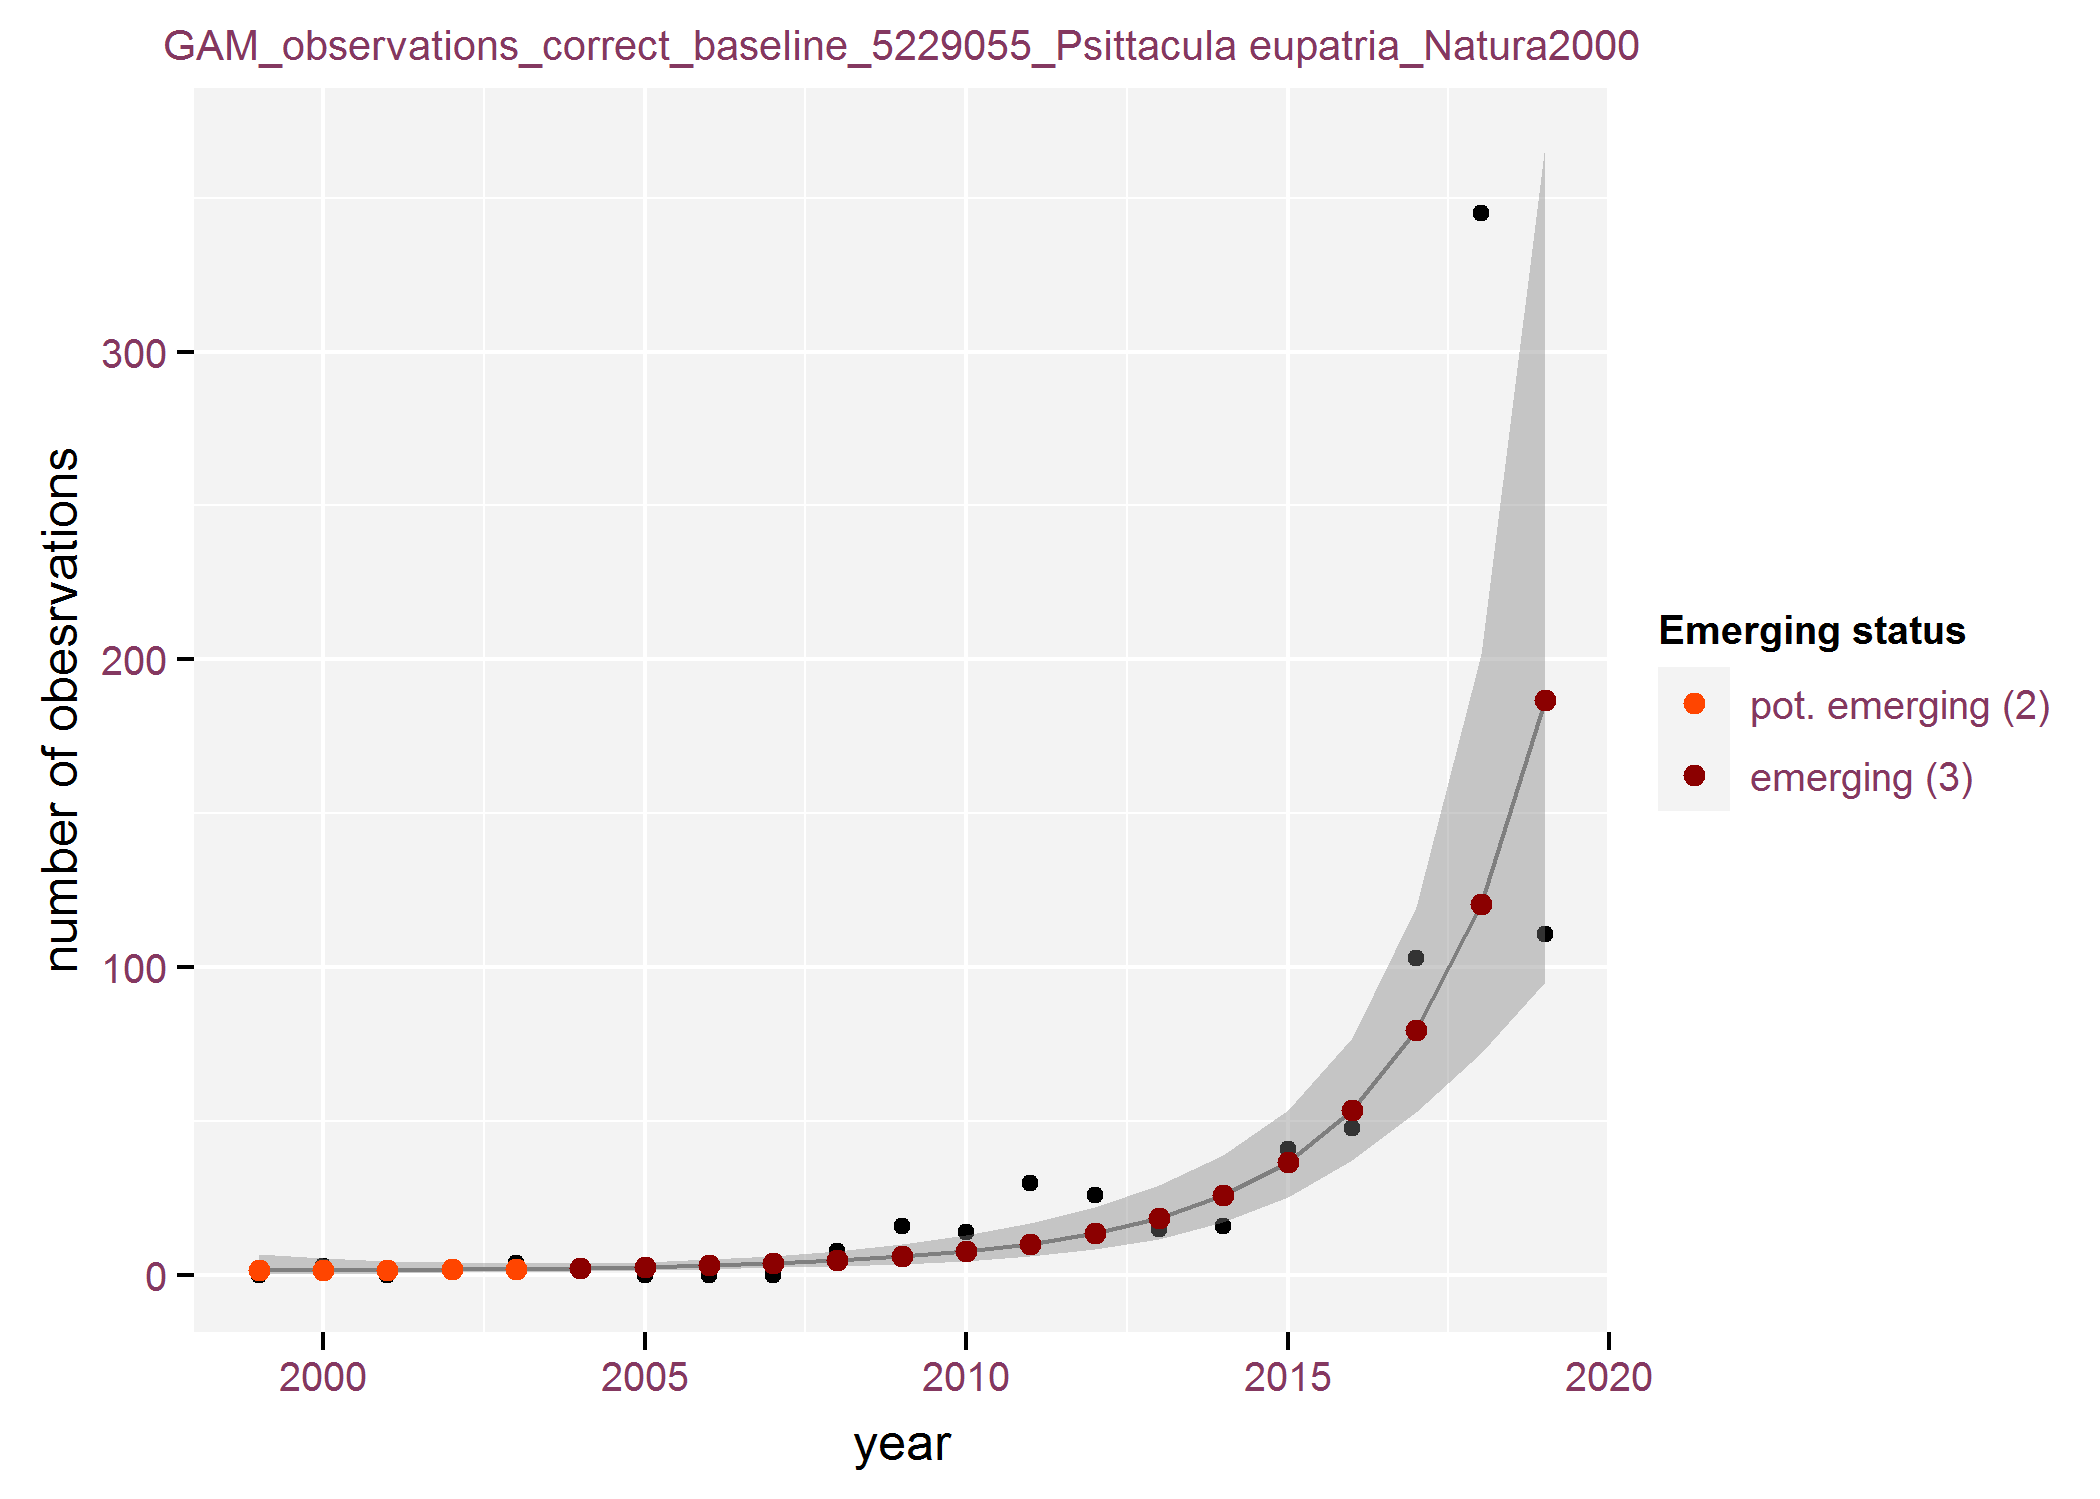 GAM_observations_correct_baseline_5229055_Psittacula eupatria_Natura2000
number of obesrvations
300
200
100
0
2000 2005 2010 2015 2020
year
Emerging status
pot. emerging (2)
emerging (3)